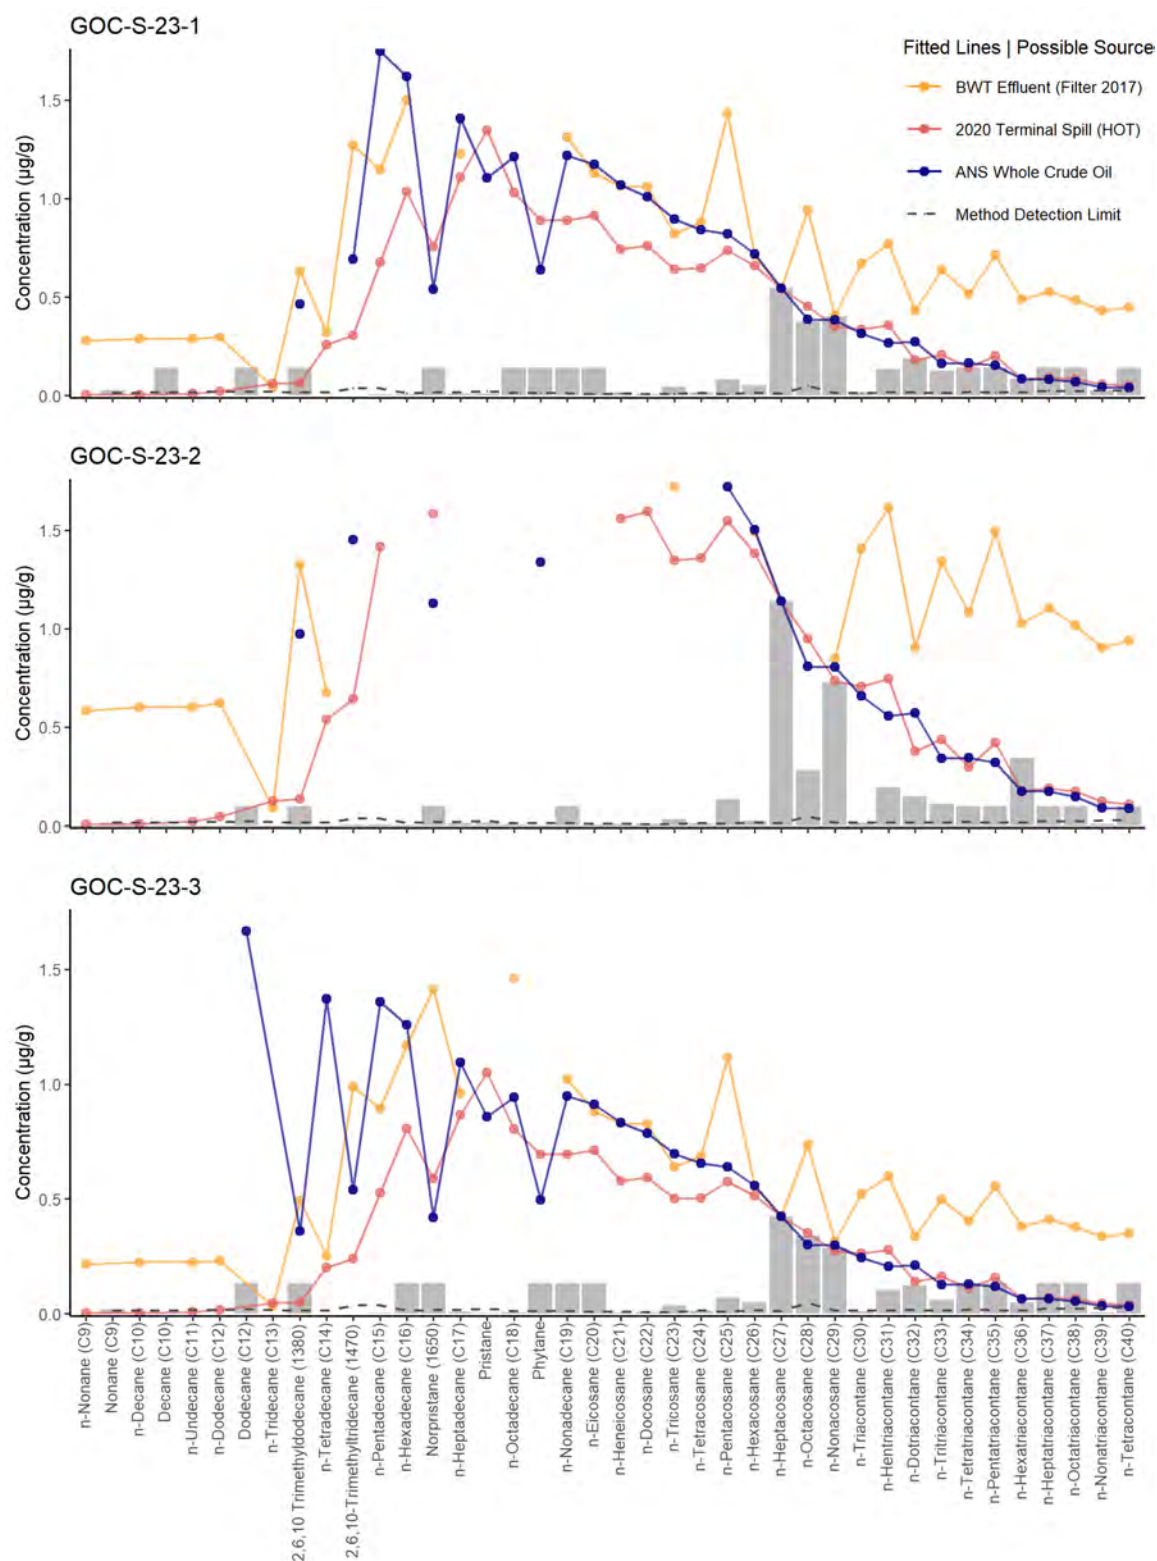 GOC-S-23-1
Fitted Lines | Possible Source
BWT Effluent (Filter 2017)
2020 Terminal Spill (HOT)
ANS Whole Crude Oil
Method Detection Limit
Concentration (µg/g)
1.5
1.0
0.5
0.0
GOC-S-23-2
Concentration (µg/g)
1.5
1.0
0.5
0.0
GOC-S-23-3
Concentration (µg/g)
1.5
1.0
0.5
0.0
n-Nonane (C9)
Nonane (C9)
n-Decane (C10)
Decane (C10)
n-Undecane (C11)
n-Dodecane (C12)
Dodecane (C12)
n-Tridecane (C13)
2,6,10 Trimethyldodecane (1380)
n-Tetradecane (C14)
2,6,10-Trimethyltridecane (1470)
n-Pentadecane (C15)
n-Hexadecane (C16)
Norpristane (1650)
n-Heptadecane (C17)
Pristane
n-Octadecane (C18)
Phytane
n-Nonadecane (C19)
n-Eicosane (C20)
n-Heneicosane (C21)
n-Docosane (C22)
n-Tricosane (C23)
n-Tetracosane (C24)
n-Pentacosane (C25)
n-Hexacosane (C26)
n-Heptacosane (C27)
n-Octacosane (C28)
n-Nonacosane (C29)
n-Triacontane (C30)
n-Hentriacontane (C31)
n-Dotriacontane (C32)
n-Tritriacontane (C33)
n-Tetratriacontane (C34)
n-Pentatriacontane (C35)
n-Hexatriacontane (C36)
n-Heptatriacontane (C37)
n-Octatriacontane (C38)
n-Nonatriacontane (C39)
n-Tetracontane (C40)